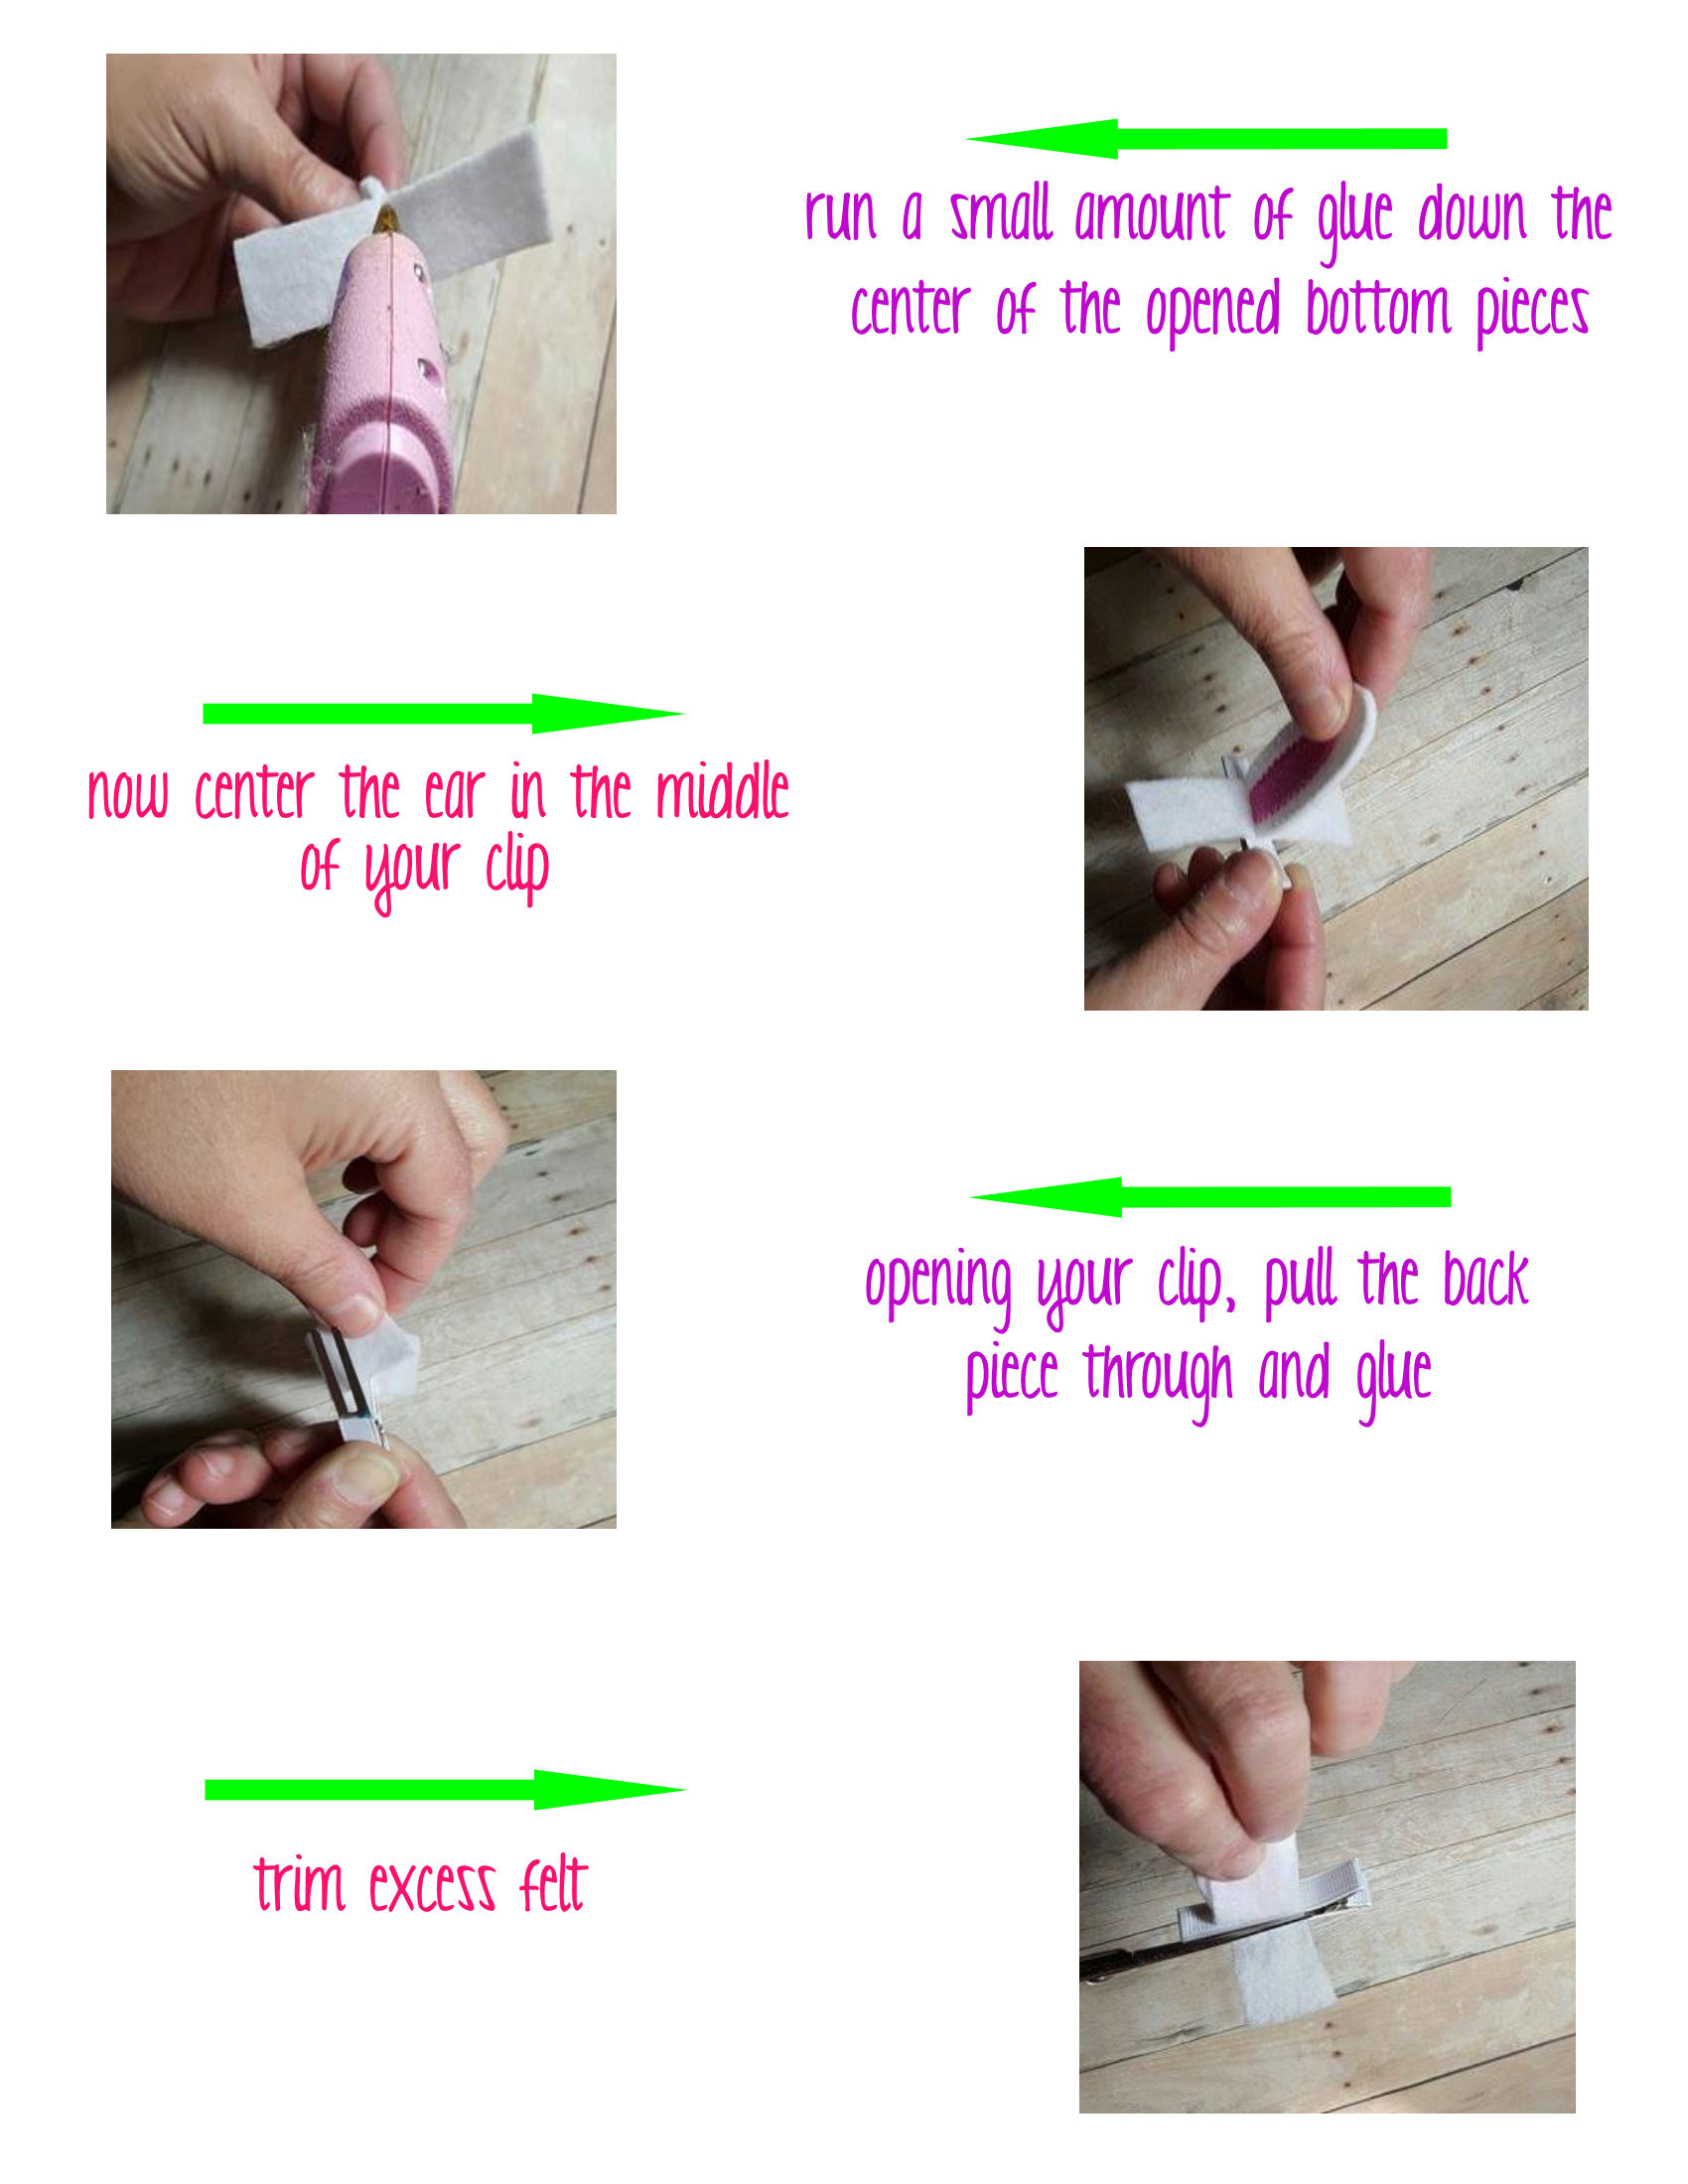 run a small amount of glue down the
center of the opened bottom pieces
now center the ear in the middle
of your clip
opening your clip, pull the back
piece through and glue
trim excess felt